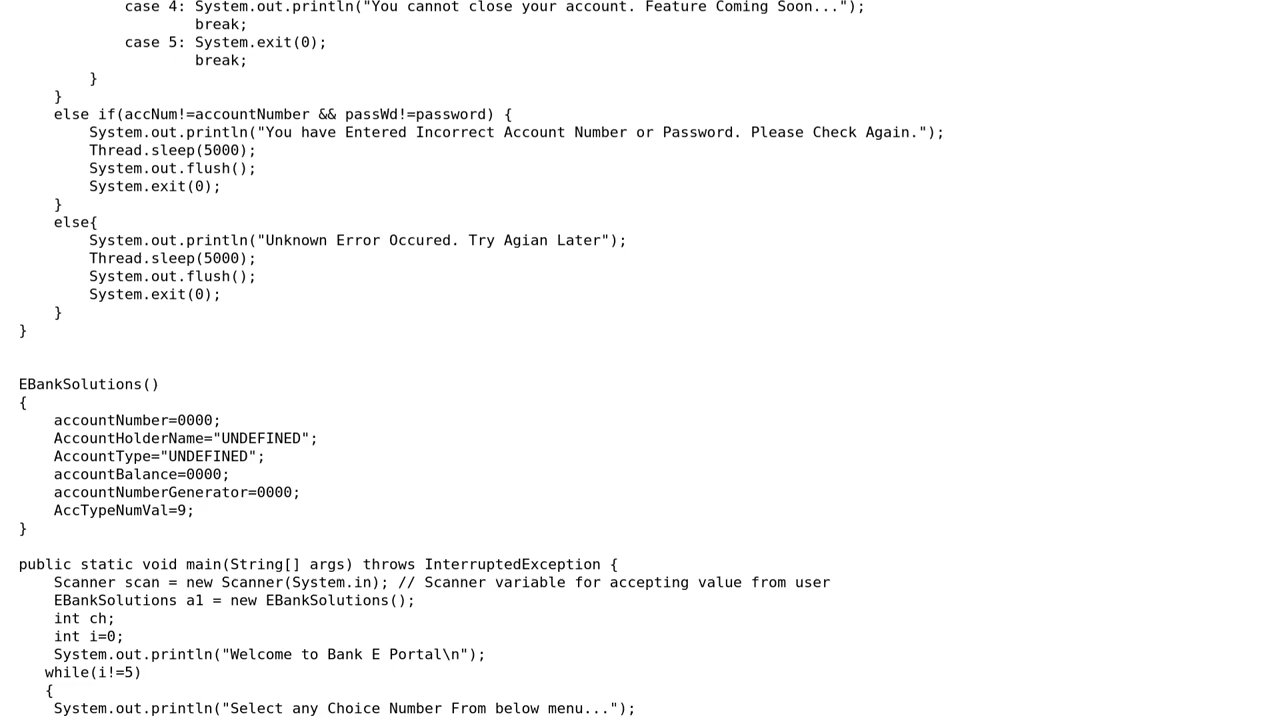 case 4: System.out.println("You cannot close your account. Feature Coming Soon...");
break;
case 5: System.exit(0);
break;
}
}
else if(accNum!=accountNumber && passWd!=password) {
System.out.println("You have Entered Incorrect Account Number or Password. Please Check Again.");
Thread.sleep(5000);
System.out.flush();
System.exit(0);
}
else{
System.out.println("Unknown Error Occured. Try Agian Later");
Thread.sleep(5000);
System.out.flush();
System.exit(0);
}
}
EBankSolutions()
{
accountNumber=0000;
AccountHolderName="UNDEFINED";
AccountType="UNDEFINED";
accountBalance=0000;
accountNumberGenerator=0000;
AccTypeNumVal=9;
}
public static void main(String[] args) throws InterruptedException {
Scanner scan = new Scanner(System.in); // Scanner variable for accepting value from user
EBankSolutions a1 = new EBankSolutions();
int ch;
int i=0;
System.out.println("Welcome to Bank E Portal\n");
while(i!=5)
{
System.out.println("Select any Choice Number From below menu...");